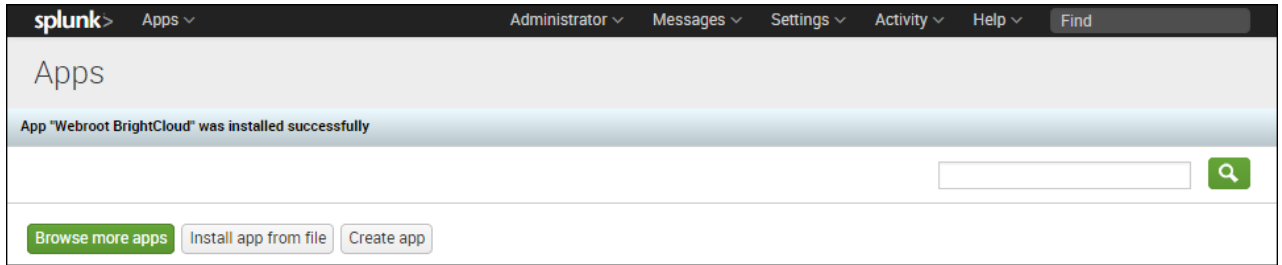 splunk> Apps Administrator Messages Settings Activity Help Find
Apps
App "Webroot BrightCloud" was installed successfully
Browse more apps Install app from file Create app